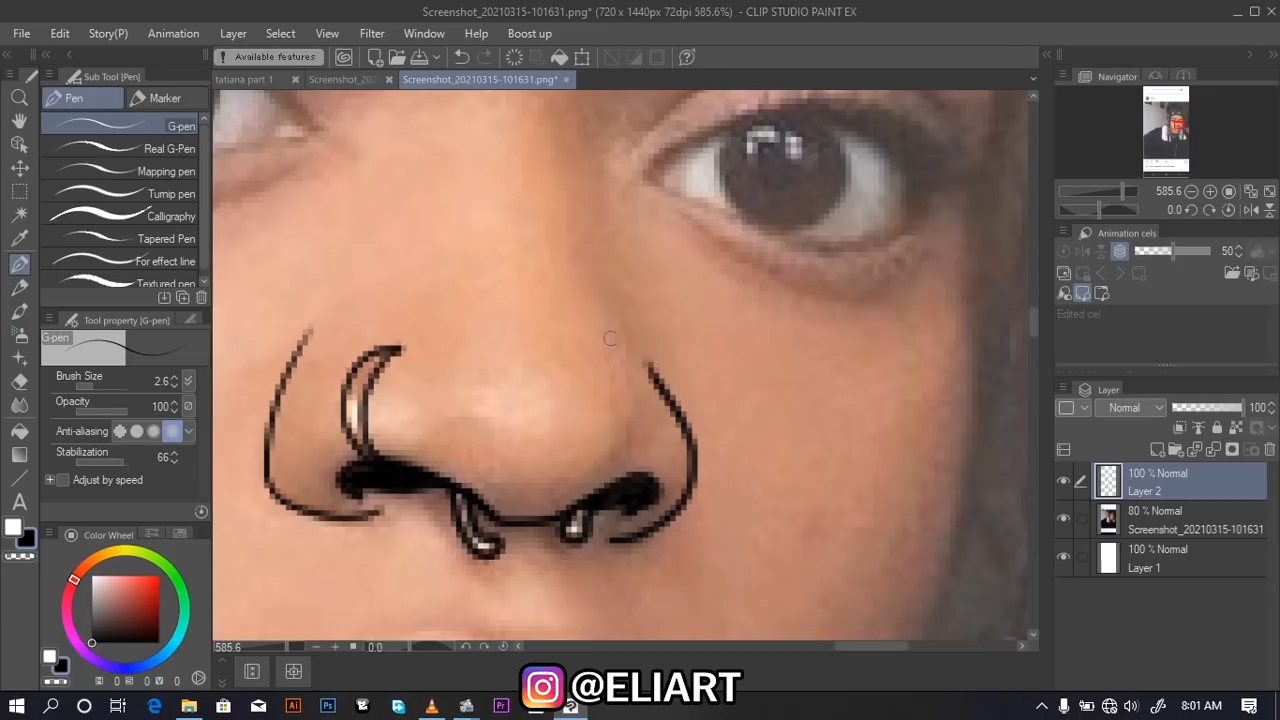 Screenshot_20210315-101631.png* (720 x 1440px 72dpi 585.6%) - CLIP STUDIO PAINT EX
File Edit Story(P) Animation Layer Select View Filter Window Help Boost up
! Available features
Sub Tool [Pen]
tatiana part 1 Screenshot_202 Screenshot_20210315-101631.png*
Navigator
Pen Marker
G-pen
Real G-Pen
Mapping pen
Turnip pen
Calligraphy
Tapered Pen
For effect line
Textured pen
585.6
0.0
Animation cels
50
Edited cel
Tool property [G-pen]
G-pen
Brush Size 2.6
Opacity 100
Anti-aliasing
Stabilization 66
Adjust by speed
Layer
Normal 100
100 % Normal
Layer 2
80 % Normal
Screenshot_20210315-101631
100 % Normal
Layer 1
Color Wheel
H 0 S 0 V 0
585.6 0.0
@ELIART
8:01 AM